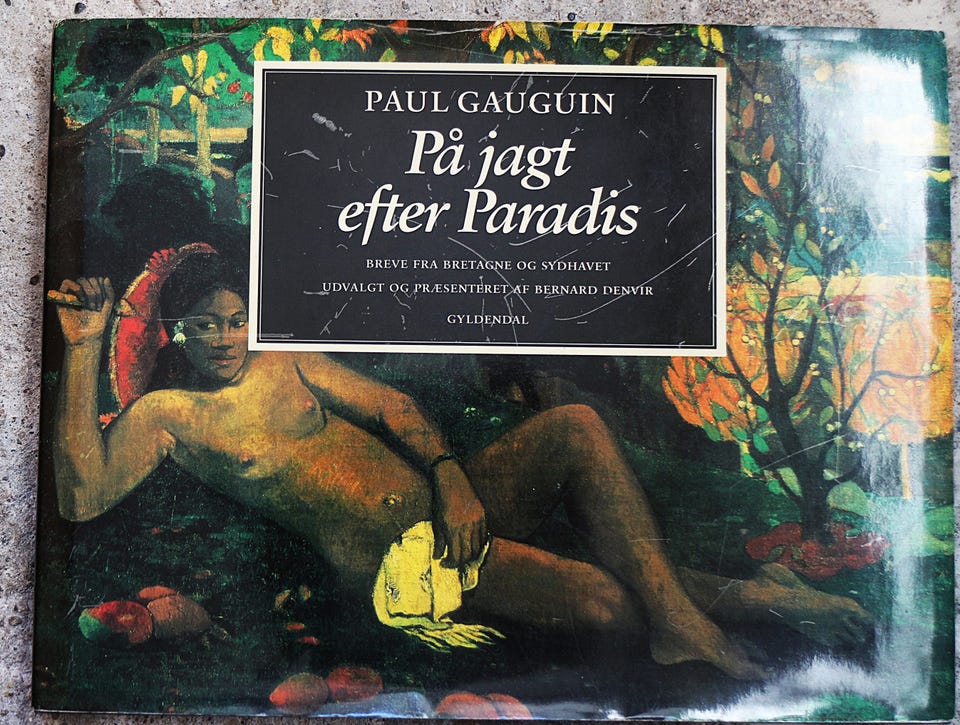 PAUL GAUGUIN
På jagt
efter Paradis
BREVE FRA BRETAGNE OG SYDHAVET
UDVALGT OG PRÆSENTERET AF BERNARD DENVIR
GYLDENDAL